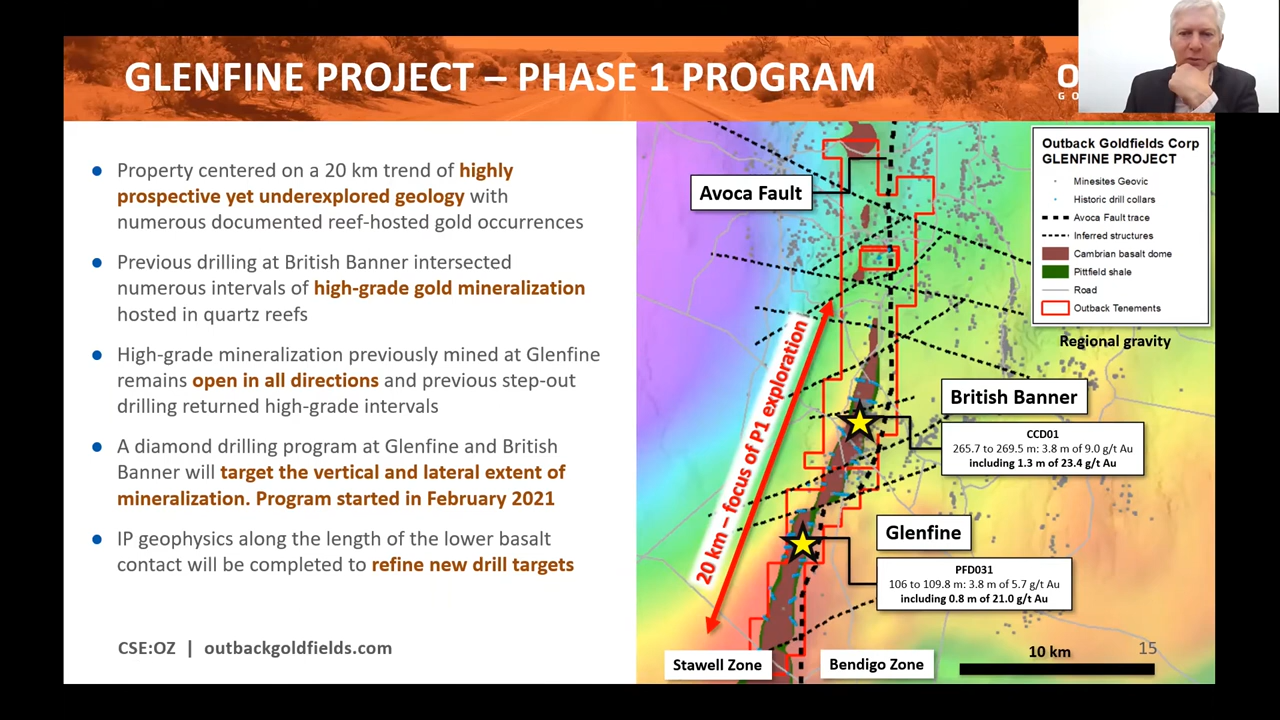 GLENFINE PROJECT – PHASE 1 PROGRAM
O
G O
• Property centered on a 20 km trend of highly
prospective yet underexplored geology with
numerous documented reef-hosted gold occurrences
• Previous drilling at British Banner intersected
numerous intervals of high-grade gold mineralization
hosted in quartz reefs
• High-grade mineralization previously mined at Glenfine
remains open in all directions and previous step-out
drilling returned high-grade intervals
• A diamond drilling program at Glenfine and British
Banner will target the vertical and lateral extent of
mineralization. Program started in February 2021
• IP geophysics along the length of the lower basalt
contact will be completed to refine new drill targets
CSE:OZ | outbackgoldfields.com
Avoca Fault
Outback Goldfields Corp
GLENFINE PROJECT
Minesites Geovic
Historic drill collars
Avoca Fault trace
Inferred structures
Cambrian basalt dome
Pittfield shale
Road
Outback Tenements
Regional gravity
20 km – focus of P1 exploration
British Banner
CCD01
265.7 to 269.5 m: 3.8 m of 9.0 g/t Au
including 1.3 m of 23.4 g/t Au
Glenfine
PFD031
106 to 109.8 m: 3.8 m of 5.7 g/t Au
including 0.8 m of 21.0 g/t Au
Stawell Zone
Bendigo Zone
10 km
15